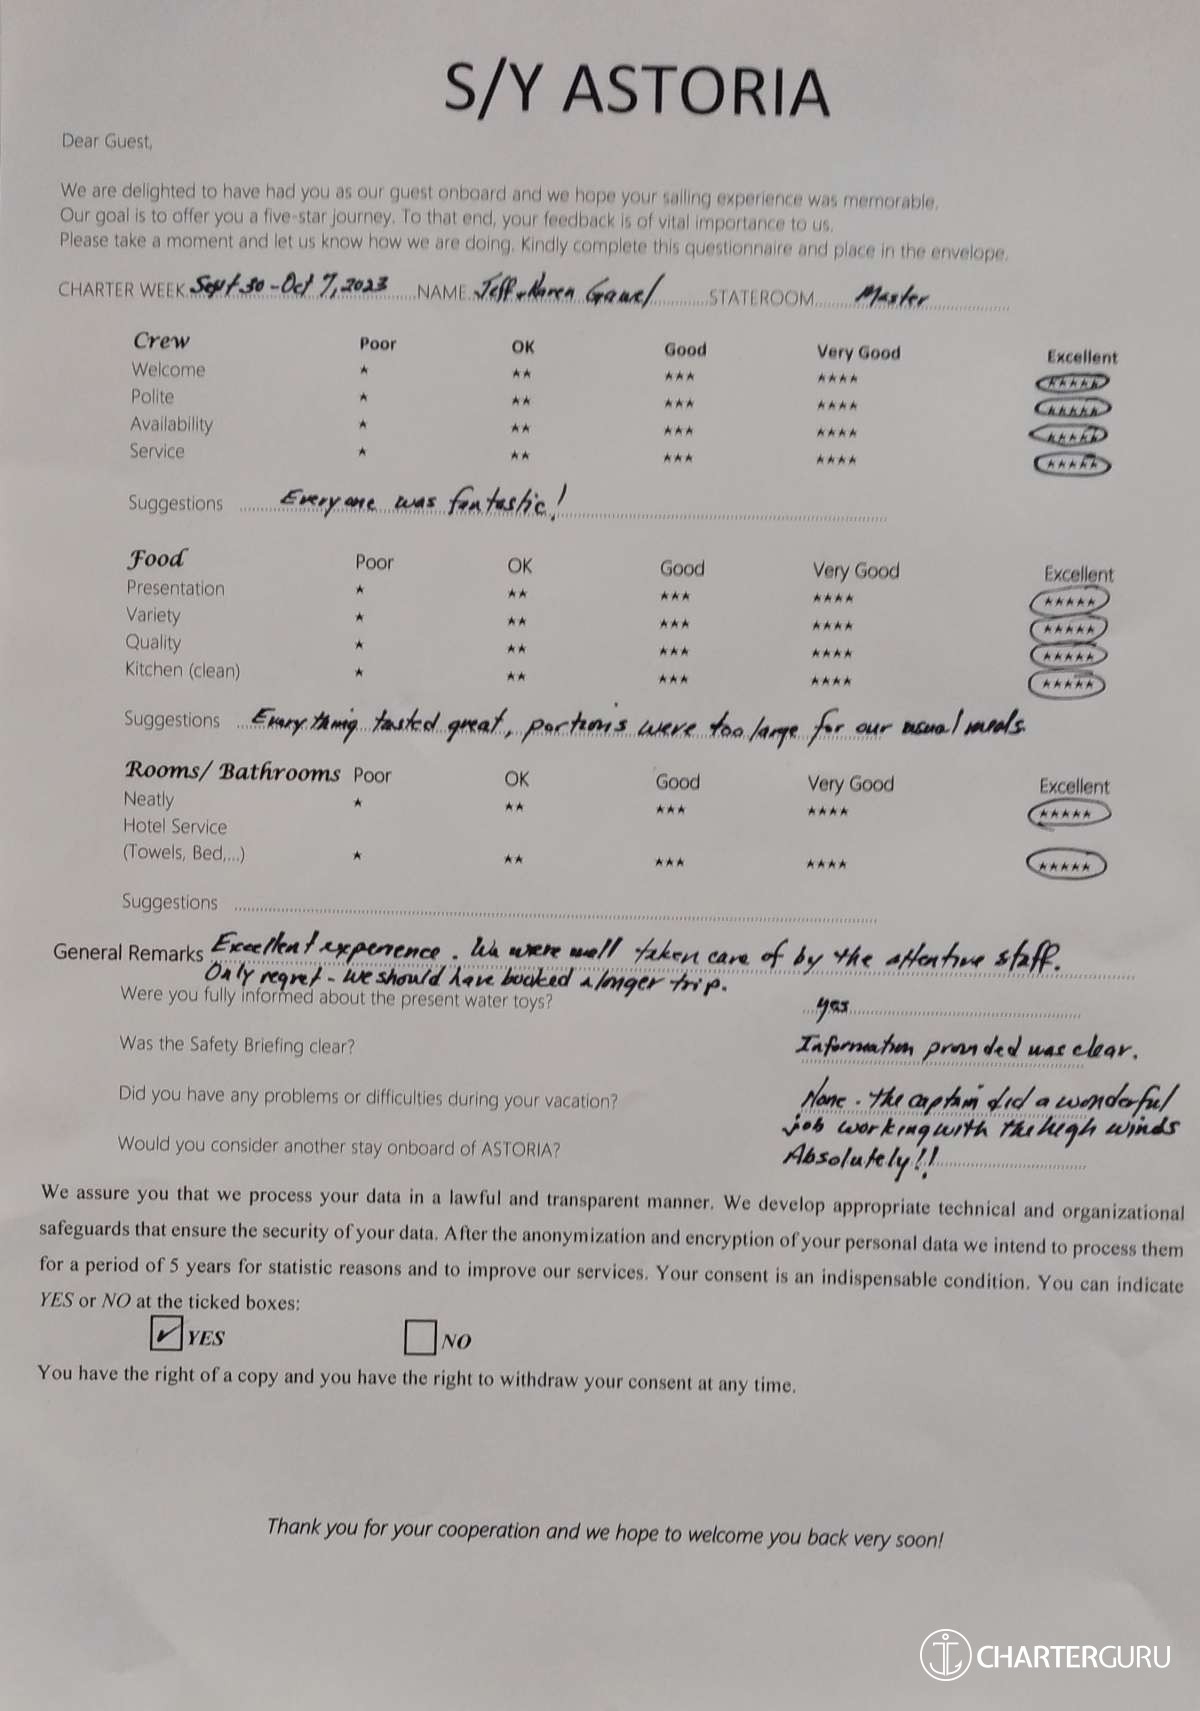 S/Y ASTORIA
Dear Guest,
We are delighted to have had you as our guest onboard and we hope your sailing experience was memorable.
Our goal is to offer you a five-star journey. To that end, your feedback is of vital importance to us.
Please take a moment and let us know how we are doing. Kindly complete this questionnaire and place in the envelope.
CHARTER WEEK Sept 30 - Oct 7, 2023 NAME Jeff & Karen STATEROOM Master
Crew Poor OK Good Very Good Excellent
Welcome ★ ★★ ★★★ ★★★★ ★★★★★
Polite ★ ★★ ★★★ ★★★★ ★★★★★
Availability ★ ★★ ★★★ ★★★★ ★★★★★
Service ★ ★★ ★★★ ★★★★ ★★★★★
Suggestions Everyone was fantastic!
Food Poor OK Good Very Good Excellent
Presentation ★ ★★ ★★★ ★★★★ ★★★★★
Variety ★ ★★ ★★★ ★★★★ ★★★★★
Quality ★ ★★ ★★★ ★★★★ ★★★★★
Kitchen (clean) ★ ★★ ★★★ ★★★★ ★★★★★
Suggestions Everything tasted great, portions were too large for our usual meals.
Rooms/ Bathrooms Poor OK Good Very Good Excellent
Neatly ★ ★★ ★★★ ★★★★ ★★★★★
Hotel Service
(Towels, Bed,...) ★ ★★ ★★★ ★★★★ ★★★★★
Suggestions
General Remarks Excellent experience. We were well taken care of by the attentive staff.
Only regret - we should have booked a longer trip.
Were you fully informed about the present water toys? yes
Was the Safety Briefing clear? Information provided was clear.
Did you have any problems or difficulties during your vacation? None - the captain did a wonderful
job working with the high winds
Would you consider another stay onboard of ASTORIA? Absolutely!!
We assure you that we process your data in a lawful and transparent manner. We develop appropriate technical and organizational
safeguards that ensure the security of your data. After the anonymization and encryption of your personal data we intend to process them
for a period of 5 years for statistic reasons and to improve our services. Your consent is an indispensable condition. You can indicate
YES or NO at the ticked boxes:
✓ YES NO
You have the right of a copy and you have the right to withdraw your consent at any time.
Thank you for your cooperation and we hope to welcome you back very soon!
CHARTERGURU